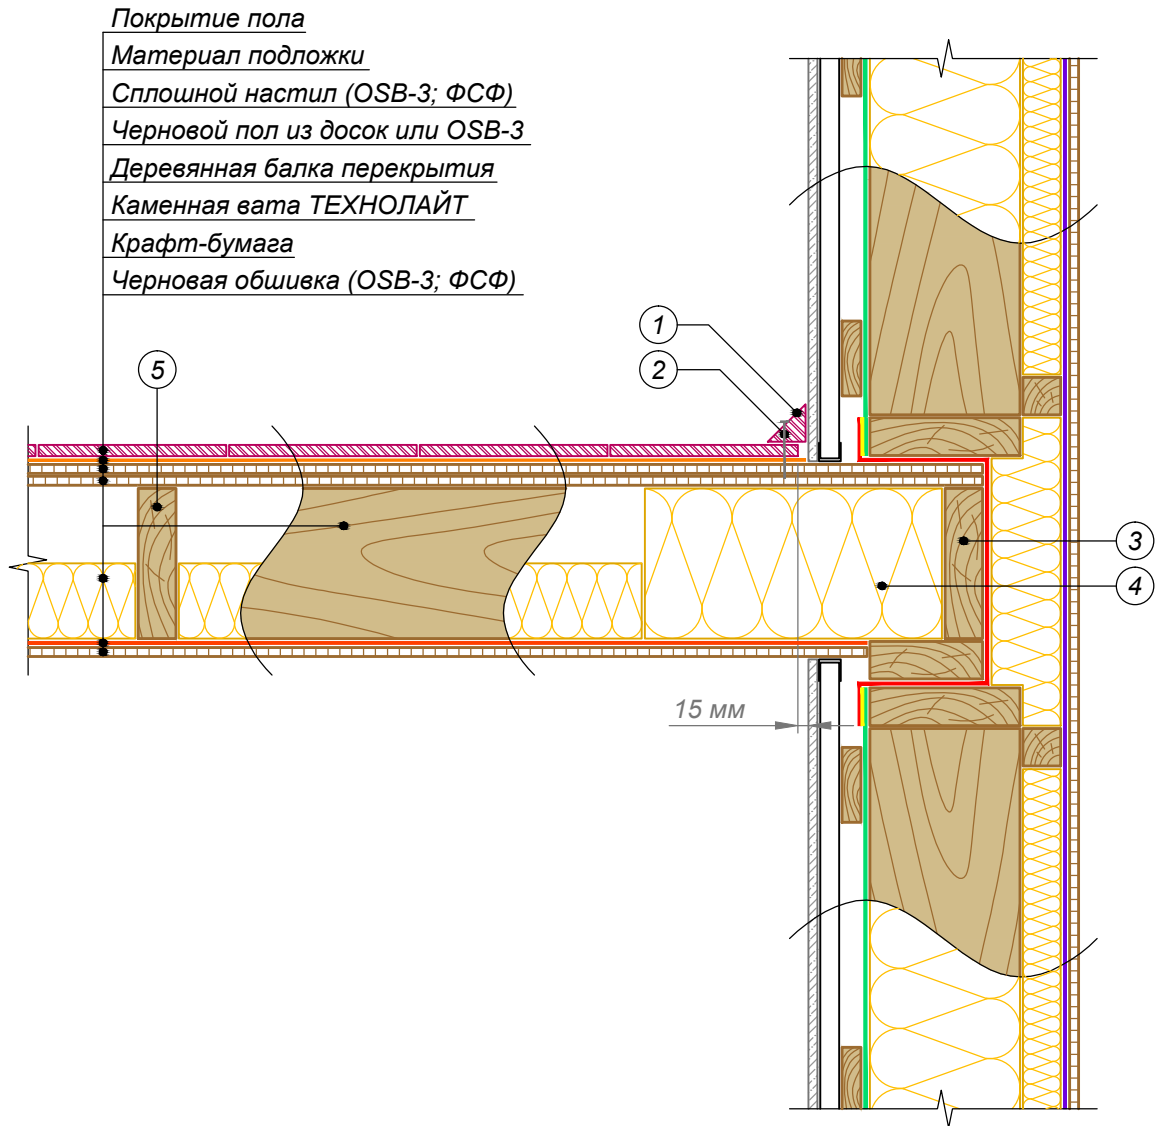 Покрытие пола
Материал подложки
Сплошной настил (OSB-3; ФСФ)
Черновой пол из досок или OSB-3
Деревянная балка перекрытия
Каменная вата ТЕХНОЛАЙТ
Крафт-бумага
Черновая обшивка (OSB-3; ФСФ)
1
2
5
3
4
15 мм